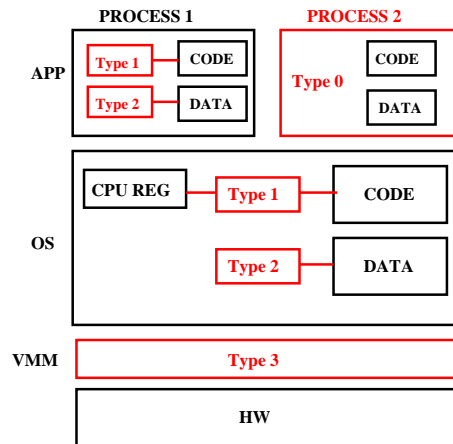 PROCESS 1 PROCESS 2
APP
Type 1 CODE
Type 2 DATA
Type 0
CODE
DATA
OS
CPU REG Type 1 CODE
Type 2 DATA
VMM Type 3
HW